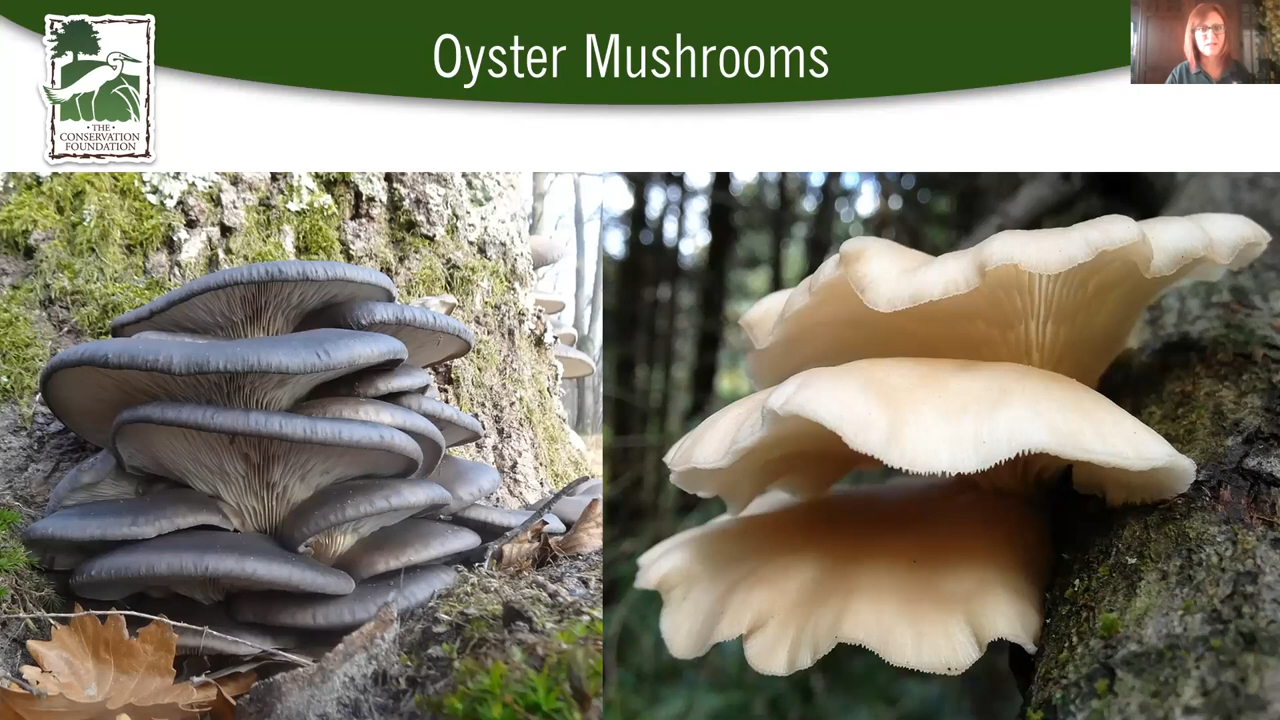 Oyster Mushrooms
• THE •
CONSERVATION
FOUNDATION